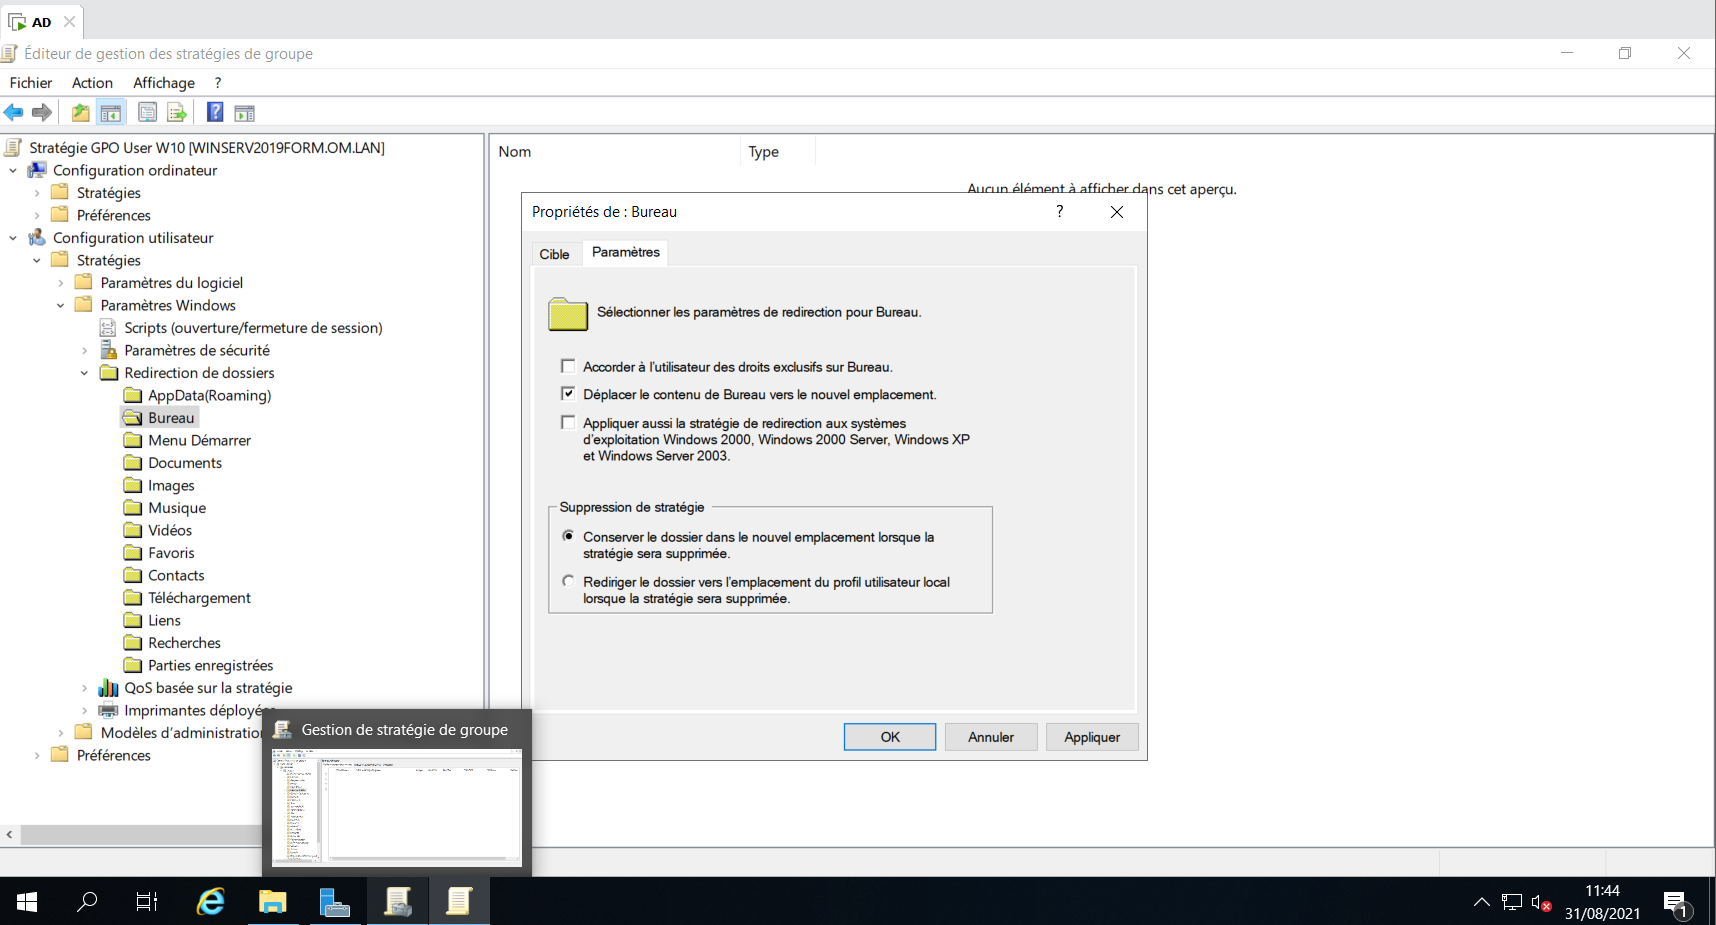 AD
Éditeur de gestion des stratégies de groupe
Fichier Action Affichage ?
Stratégie GPO User W10 [WINSERV2019FORM.OM.LAN]
Configuration ordinateur
Stratégies
Préférences
Configuration utilisateur
Stratégies
Paramètres du logiciel
Paramètres Windows
Scripts (ouverture/fermeture de session)
Paramètres de sécurité
Redirection de dossiers
AppData(Roaming)
Bureau
Menu Démarrer
Documents
Images
Musique
Vidéos
Favoris
Contacts
Téléchargement
Liens
Recherches
Parties enregistrées
QoS basée sur la stratégie
Imprimantes déployées
Modèles d'administration
Préférences
Nom Type
Aucun élément à afficher dans cet aperçu.
Propriétés de : Bureau ?
Cible Paramètres
Sélectionner les paramètres de redirection pour Bureau.
Accorder à l'utilisateur des droits exclusifs sur Bureau.
Déplacer le contenu de Bureau vers le nouvel emplacement.
Appliquer aussi la stratégie de redirection aux systèmes
d'exploitation Windows 2000, Windows 2000 Server, Windows XP
et Windows Server 2003.
Suppression de stratégie
Conserver le dossier dans le nouvel emplacement lorsque la
stratégie sera supprimée.
Rediriger le dossier vers l'emplacement du profil utilisateur local
lorsque la stratégie sera supprimée.
OK Annuler Appliquer
Gestion de stratégie de groupe
11:44
31/08/2021
1